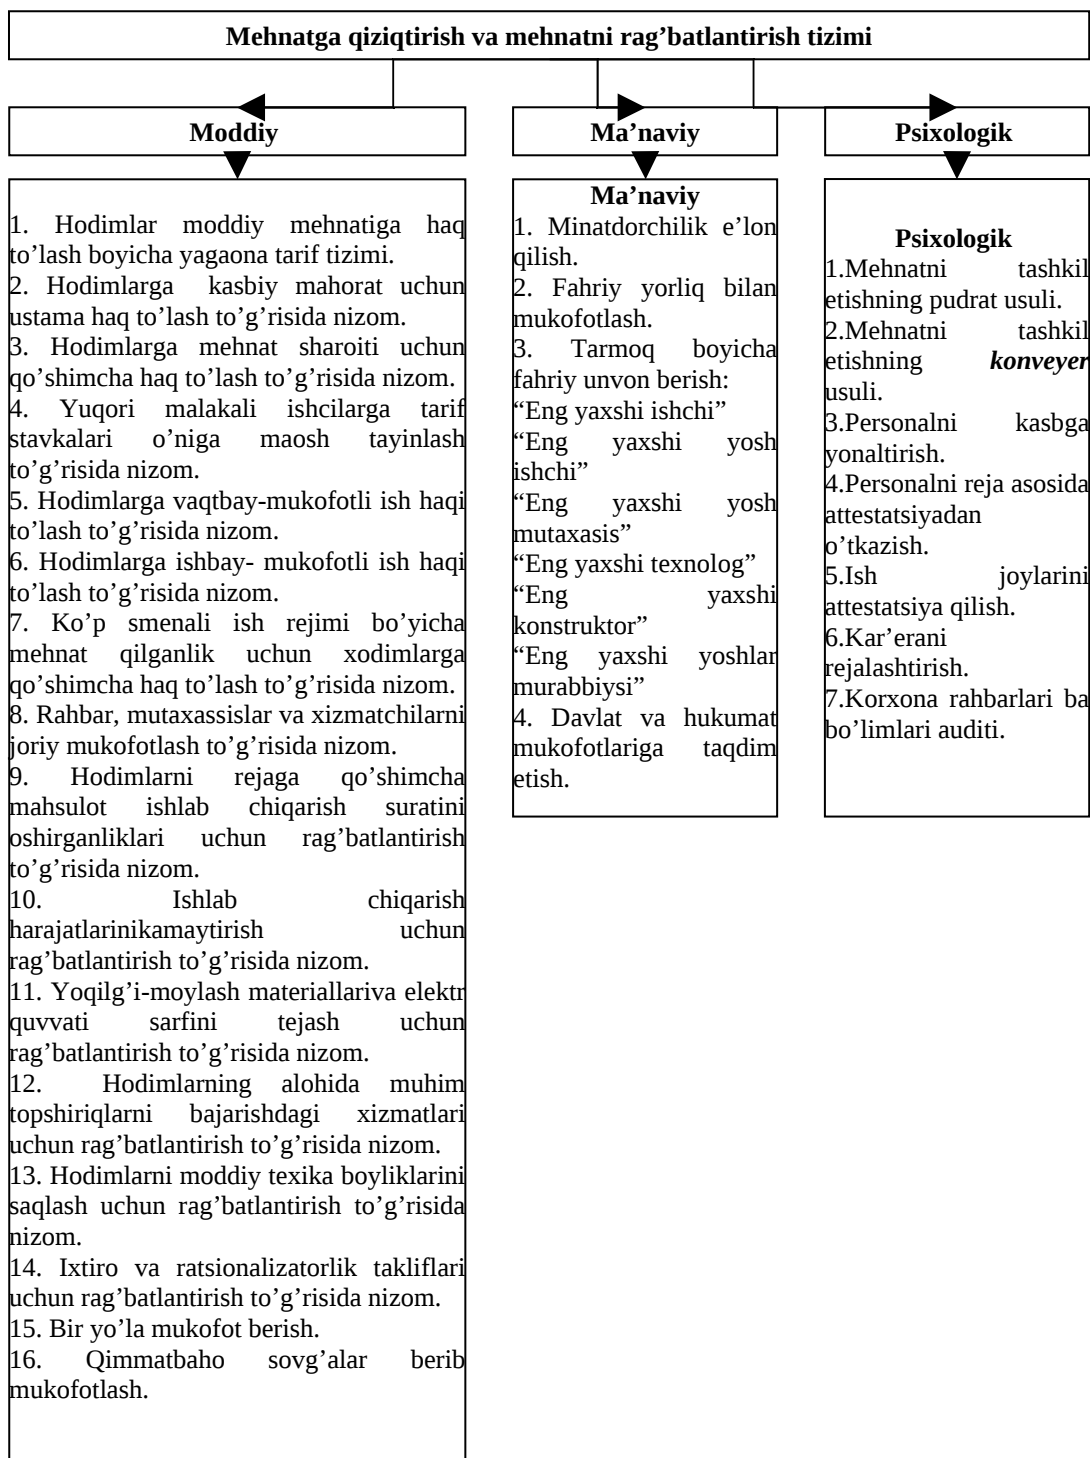 Mehnatga qiziqtirish va mehnatni rag’batlantirish tizimi
Moddiy
Ma’naviy
Psixologik
1. Hodimlar moddiy mehnatiga haq
to’lash boyicha yagaona tarif tizimi.
2. Hodimlarga kasbiy mahorat uchun
ustama haq to’lash to’g’risida nizom.
3. Hodimlarga mehnat sharoiti uchun
qo’shimcha haq to’lash to’g’risida nizom.
4. Yuqori malakali ishcilarga tarif
stavkalari o’niga maosh tayinlash
to’g’risida nizom.
5. Hodimlarga vaqtbay-mukofotli ish haqi
to’lash to’g’risida nizom.
6. Hodimlarga ishbay- mukofotli ish haqi
to’lash to’g’risida nizom.
7. Ko’p smenali ish rejimi bo’yicha
mehnat qilganlik uchun xodimlarga
qo’shimcha haq to’lash to’g’risida nizom.
8. Rahbar, mutaxassislar va xizmatchilarni
joriy mukofotlash to’g’risida nizom.
9. Hodimlarni rejaga qo’shimcha
mahsulot ishlab chiqarish suratini
oshirganliklari uchun rag’batlantirish
to’g’risida nizom.
10. Ishlab chiqarish
harajatlarinikamaytirish uchun
rag’batlantirish to’g’risida nizom.
11. Yoqilg’i-moylash materiallariva elektr
quvvati sarfini tejash uchun
rag’batlantirish to’g’risida nizom.
12. Hodimlarning alohida muhim
topshiriqlarni bajarishdagi xizmatlari
uchun rag’batlantirish to’g’risida nizom.
13. Hodimlarni moddiy texika boyliklarini
saqlash uchun rag’batlantirish to’g’risida
nizom.
14. Ixtiro va ratsionalizatorlik takliflari
uchun rag’batlantirish to’g’risida nizom.
15. Bir yo’la mukofot berish.
16. Qimmatbaho sovg’alar berib
mukofotlash.
Ma’naviy
1. Minatdorchilik e’lon
qilish.
2. Fahriy yorliq bilan
mukofotlash.
3. Tarmoq boyicha
fahriy unvon berish:
“Eng yaxshi ishchi”
“Eng yaxshi yosh
ishchi”
“Eng yaxshi yosh
mutaxasis”
“Eng yaxshi texnolog”
“Eng yaxshi
konstruktor”
“Eng yaxshi yoshlar
murabbiysi”
4. Davlat va hukumat
mukofotlariga taqdim
etish.
Psixologik
1.Mehnatni tashkil
etishning pudrat usuli.
2.Mehnatni tashkil
etishning konveyer
usuli.
3.Personalni kasbga
yonaltirish.
4.Personalni reja asosida
attestatsiyadan
o’tkazish.
5.Ish joylarini
attestatsiya qilish.
6.Kar’erani
rejalashtirish.
7.Korxona rahbarlari ba
bo’limlari auditi.